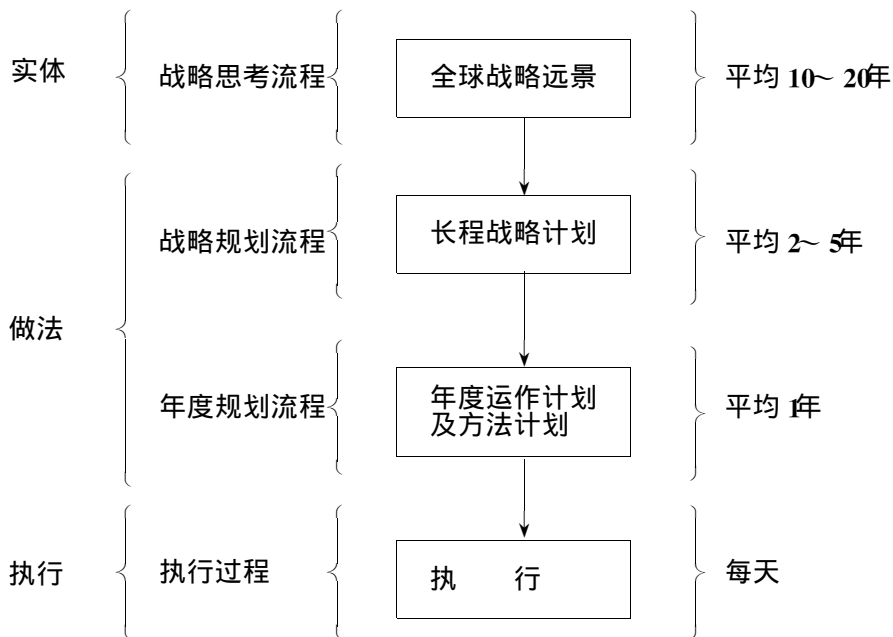 实体 战略思考流程 全球战略远景 平均 10～20年
战略规划流程 长程战略计划 平均 2～5年
做法
年度规划流程 年度运作计划 平均 1年
及方法计划
执行 执行过程 执 行 每天